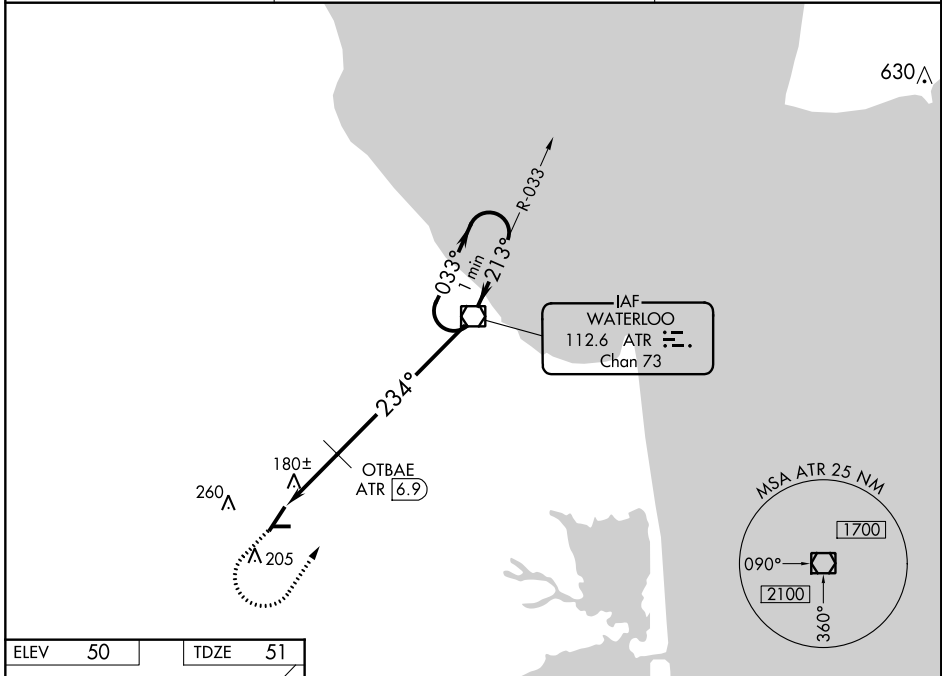 630
R-033
033°
1 min
213°
IAF
WATERLOO
112.6 ATR
Chan 73
234°
180±
OTBAE
ATR 6.9
260
205
MSA ATR 25 NM
1700
090°
2100
360°
ELEV 50
TDZE 51